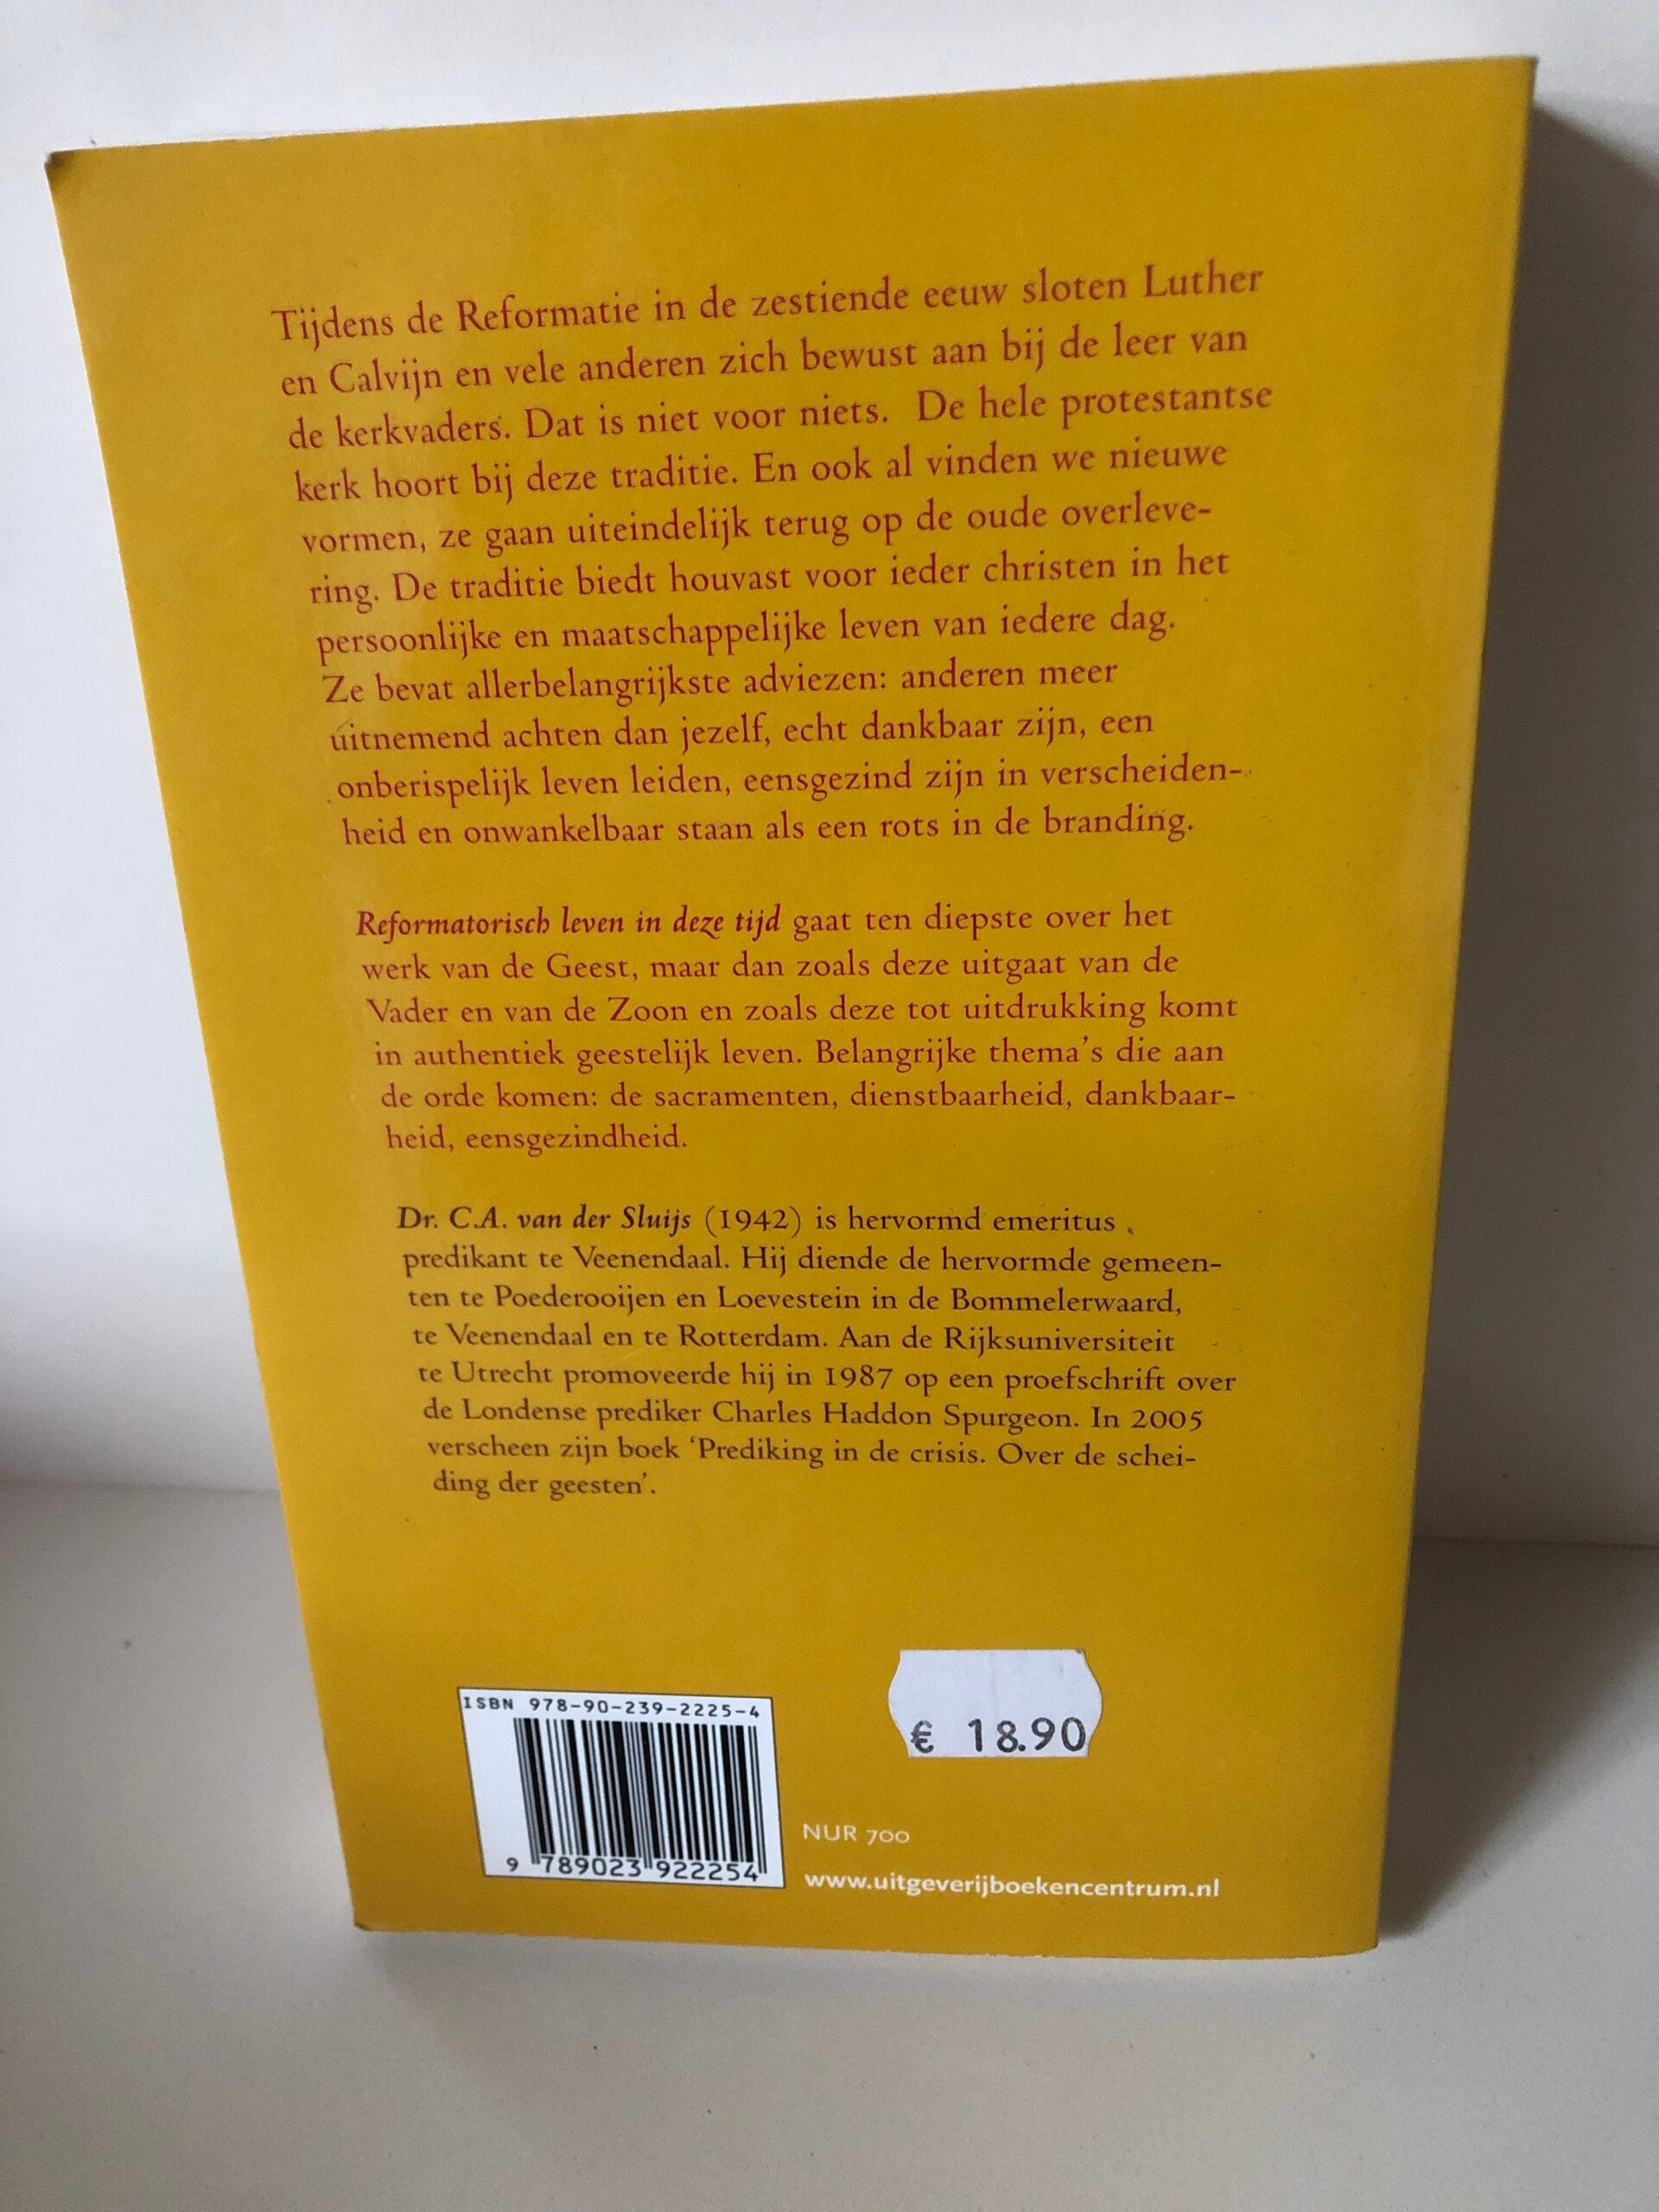 Tijdens de Reformatie in de zestiende eeuw sloten Luther
en Calvijn en vele anderen zich bewust aan bij de leer van
de kerkvaders. Dat is niet voor niets. De hele protestantse
kerk hoort bij deze traditie. En ook al vinden we nieuwe
vormen, ze gaan uiteindelijk terug op de oude overleve-
ring. De traditie biedt houvast voor ieder christen in het
persoonlijke en maatschappelijke leven van iedere dag.
Ze bevat allerbelangrijkste adviezen: anderen meer
uitnemend achten dan jezelf, echt dankbaar zijn, een
onberispelijk leven leiden, eensgezind zijn in verscheiden-
heid en onwankelbaar staan als een rots in de branding.
Reformatorisch leven in deze tijd gaat ten diepste over het
werk van de Geest, maar dan zoals deze uitgaat van de
Vader en van de Zoon en zoals deze tot uitdrukking komt
in authentiek geestelijk leven. Belangrijke thema's die aan
de orde komen: de sacramenten, dienstbaarheid, dankbaar-
heid, eensgezindheid.
Dr. C.A. van der Sluijs (1942) is hervormd emeritus
predikant te Veenendaal. Hij diende de hervormde gemeen-
ten te Poederooijen en Loevestein in de Bommelerwaard,
te Veenendaal en te Rotterdam. Aan de Rijksuniversiteit
te Utrecht promoveerde hij in 1987 op een proefschrift over
de Londense prediker Charles Haddon Spurgeon. In 2005
verscheen zijn boek 'Prediking in de crisis. Over de schei-
ding der geesten'.
€ 18.90
ISBN 978-90-239-2225-4
9 789023 922254
NUR 700
www.uitgeverijboekencentrum.nl